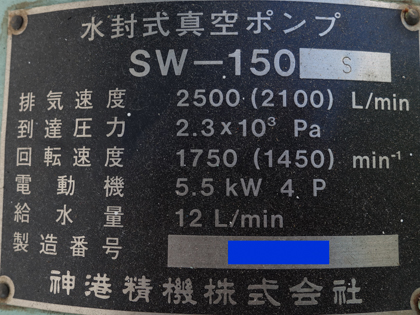 水封式真空ポンプ
SW-150 S
排気速度 2500 (2100) L/min
到達圧力 2.3×10³ Pa
回転速度 1750 (1450) min⁻¹
電動機 5.5 kW 4 P
給水量 12 L/min
製造番号
神港精機株式会社